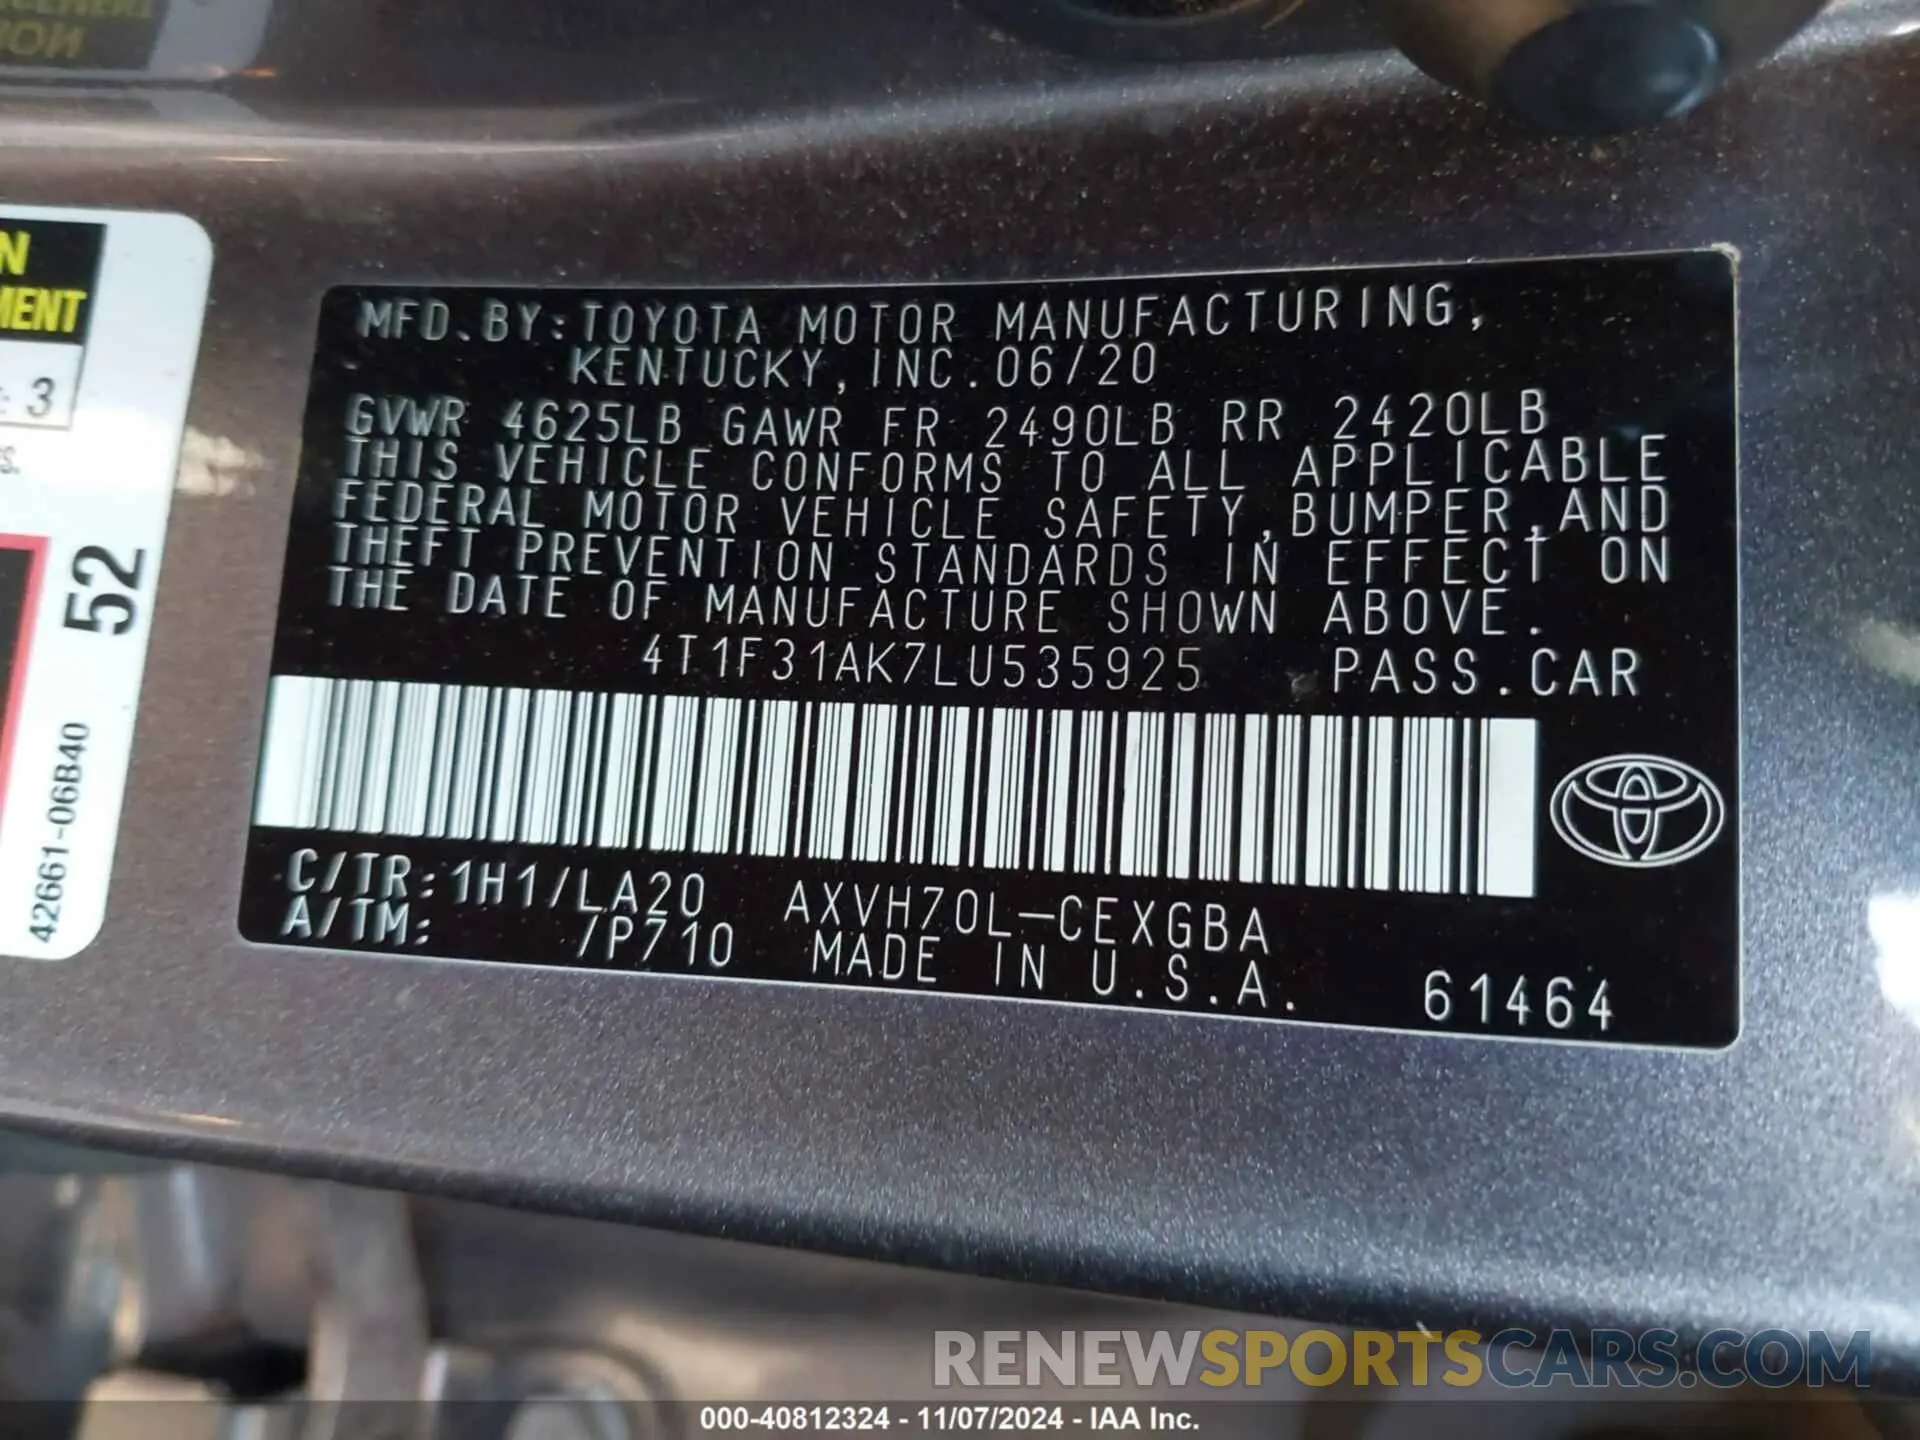 N
MENT
: 3
s.
52
42661-06B40
MFD.BY:TOYOTA MOTOR MANUFACTURING,
KENTUCKY, INC.06/20
GVWR 4625LB GAWR FR 2490LB RR 2420LB
THIS VEHICLE CONFORMS TO ALL APPLICABLE
FEDERAL MOTOR VEHICLE SAFETY,BUMPER,AND
THEFT PREVENTION STANDARDS IN EFFECT ON
THE DATE OF MANUFACTURE SHOWN ABOVE.
4T1F31AK7LU535925 PASS.CAR
C/TR:1H1/LA20 AXVH70L-CEXGBA
A/TM: /P710 MADE IN U.S.A. 61464
RENEWSPORTSCARS.COM
000-40812324 - 11/07/2024 - IAA Inc.